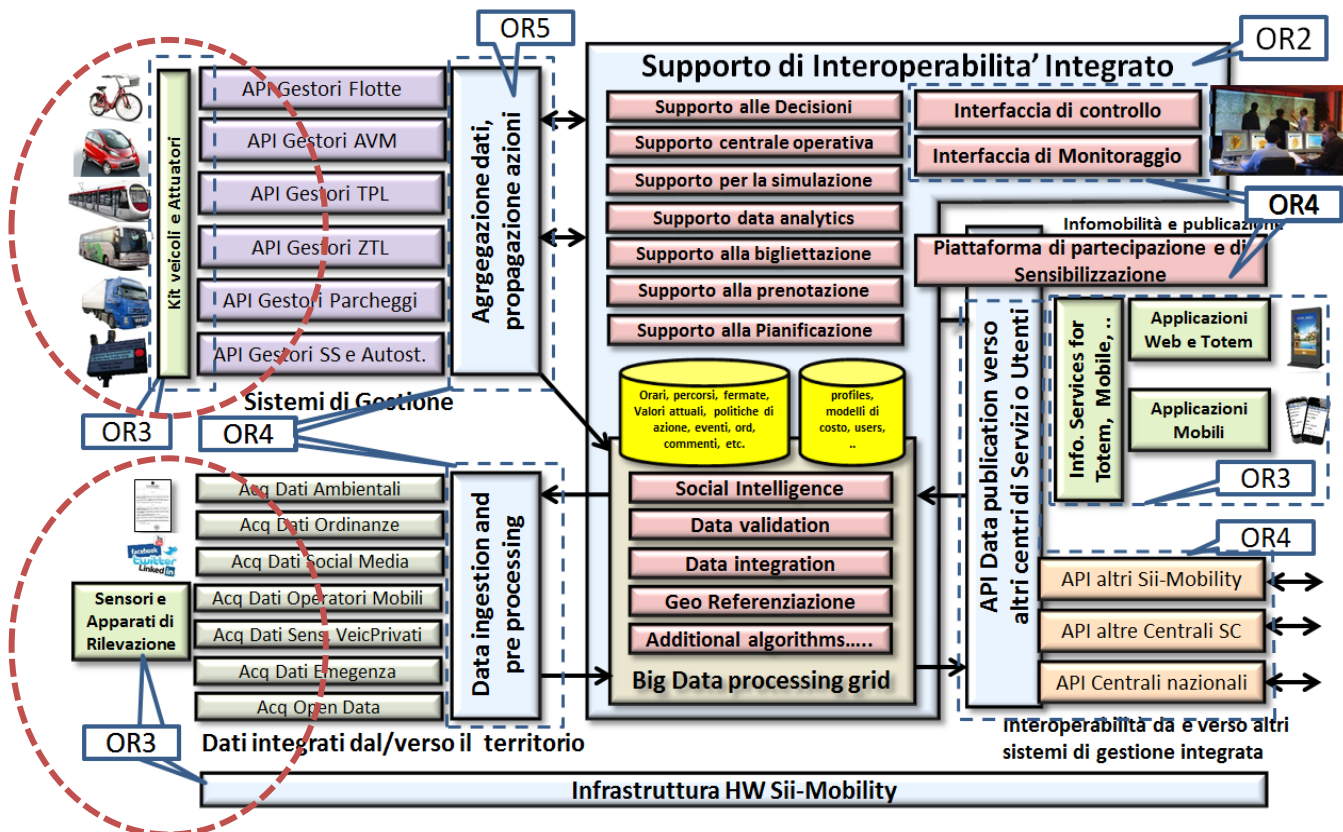 OR5
OR2
Supporto di Interoperabilita' Integrato
Kit veicoli e Attuatori
API Gestori Flotte
API Gestori AVM
API Gestori TPL
API Gestori ZTL
API Gestori Parcheggi
API Gestori SS e Autost.
Sistemi di Gestione
OR3
OR4
Agrgegazione dati,
propagazione azioni
Supporto alle Decisioni
Supporto centrale operativa
Supporto per la simulazione
Supporto data analytics
Supporto alla bigliettazione
Supporto alla prenotazione
Supporto alla Pianificazione
Interfaccia di controllo
Interfaccia di Monitoraggio
OR4
Infomobilità e publicazione
Piattaforma di partecipazione e di
Sensibilizzazione
Orari, percorsi, fermate,
Valori attuali, politiche di
azione, eventi, ord,
commenti, etc.
profiles,
modelli di
costo, users,
..
Social Intelligence
Data validation
Data integration
Geo Referenziazione
Additional algorithms.....
Big Data processing grid
API Data publication verso
altri centri di Servizi o Utenti
Info. Services for
Totem, Mobile, ..
Applicazioni
Web e Totem
Applicazioni
Mobili
OR3
OR4
API altri Sii-Mobility
API altre Centrali SC
API Centrali nazionali
Interoperabilità da e verso altri
sistemi di gestione integrata
facebook
twitter
Linked in
Sensori e
Apparati di
Rilevazione
Acq Dati Ambientali
Acq Dati Ordinanze
Acq Dati Social Media
Acq Dati Operatori Mobili
Acq Dati Sens. VeicPrivati
Acq Dati Emegenza
Acq Open Data
Data ingestion and
pre processing
OR3
Dati integrati dal/verso il territorio
Infrastruttura HW Sii-Mobility